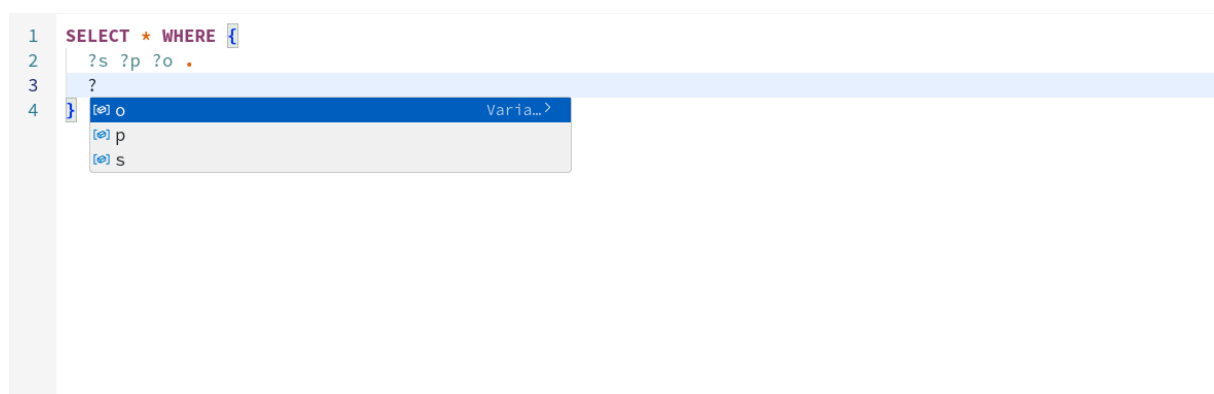 1 SELECT * WHERE {
2 ?s ?p ?o .
3 ?
4 }
o Varia…
p
s